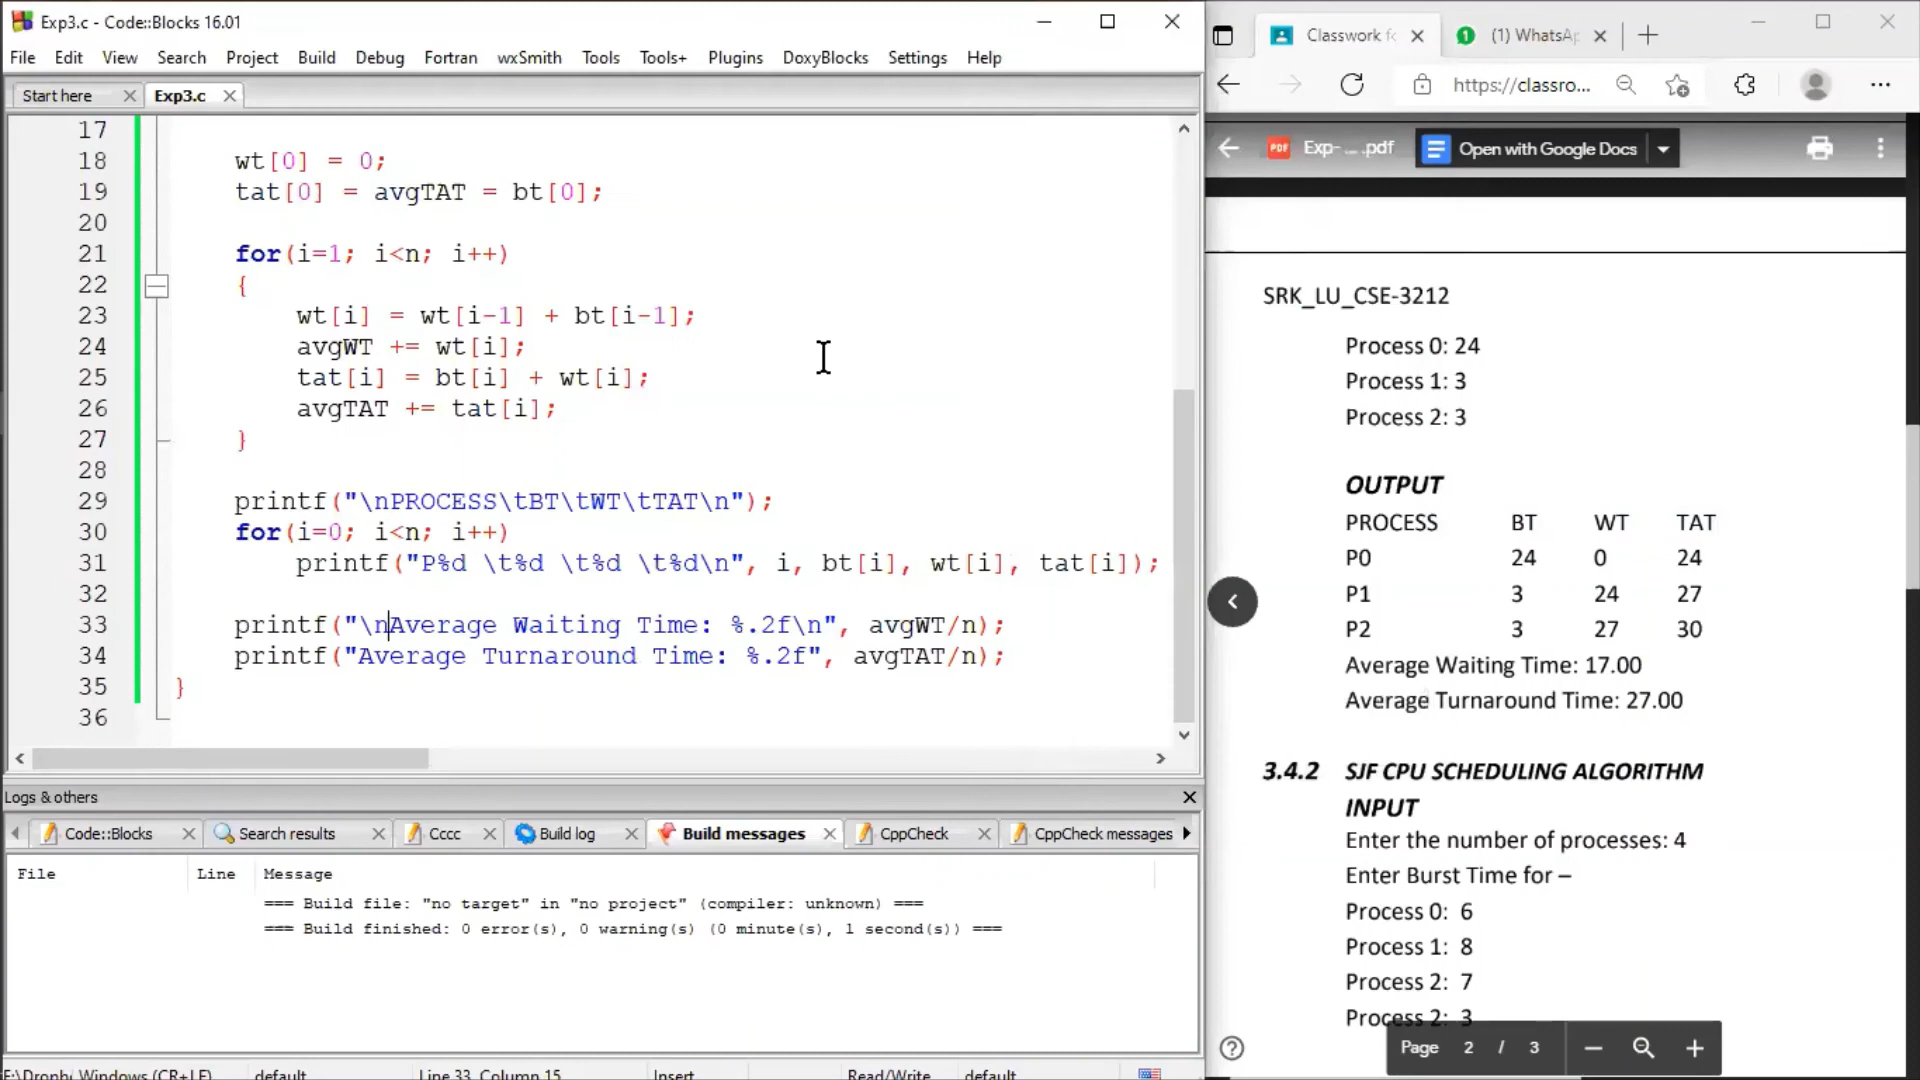 Exp3.c - Code::Blocks 16.01
File Edit View Search Project Build Debug Fortran wxSmith Tools Tools+ Plugins DoxyBlocks Settings Help
Start here Exp3.c
17
18 wt[0] = 0;
19 tat[0] = avgTAT = bt[0];
20
21 for(i=1; i<n; i++)
22 {
23 wt[i] = wt[i-1] + bt[i-1];
24 avgWT += wt[i];
25 tat[i] = bt[i] + wt[i];
26 avgTAT += tat[i];
27 }
28
29 printf("\nPROCESS\tBT\tWT\tTAT\n");
30 for(i=0; i<n; i++)
31 printf("P%d \t%d \t%d \t%d\n", i, bt[i], wt[i], tat[i]);
32
33 printf("\nAverage Waiting Time: %.2f\n", avgWT/n);
34 printf("Average Turnaround Time: %.2f", avgTAT/n);
35 }
36
Logs & others
Code::Blocks Search results Cccc Build log Build messages CppCheck CppCheck messages
File Line Message
=== Build file: "no target" in "no project" (compiler: unknown) ===
=== Build finished: 0 error(s), 0 warning(s) (0 minute(s), 1 second(s)) ===
Windows (CR+LF) default Line 33, Column 15 Insert Read/Write default
Classwork fo (1) WhatsAp
https://classro...
PDF Exp- ... .pdf Open with Google Docs
SRK_LU_CSE-3212
Process 0: 24
Process 1: 3
Process 2: 3
OUTPUT
PROCESS BT WT TAT
P0 24 0 24
P1 3 24 27
P2 3 27 30
Average Waiting Time: 17.00
Average Turnaround Time: 27.00
3.4.2 SJF CPU SCHEDULING ALGORITHM
INPUT
Enter the number of processes: 4
Enter Burst Time for –
Process 0: 6
Process 1: 8
Process 2: 7
Process 2: 3
Page 2 / 3